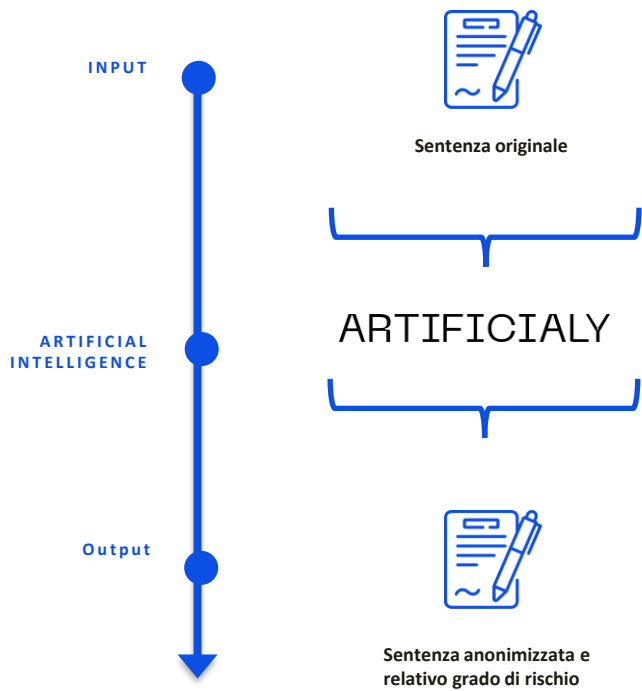 INPUT
Sentenza originale
ARTIFICIAL
INTELLIGENCE
ARTIFICIALY
Output
Sentenza anonimizzata e
relativo grado di rischio